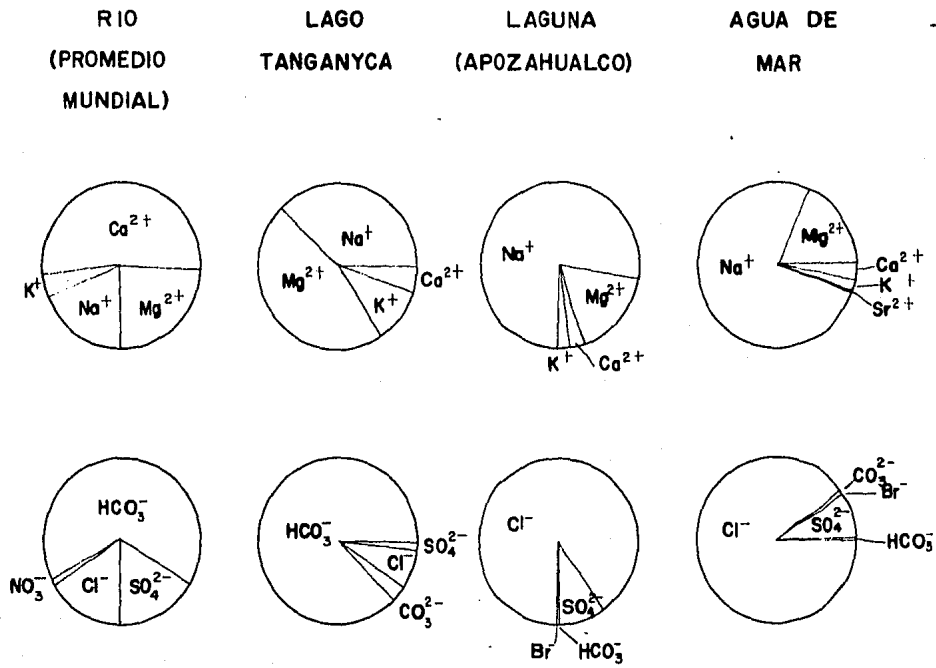 RIO
(PROMEDIO
MUNDIAL)
LAGO
TANGANYCA
LAGUNA
(APOZAHUALCO)
AGUA DE
MAR
Ca²⁺
K⁺
Na⁺
Mg²⁺
Na⁺
Mg²⁺
K⁺
Ca²⁺
Na⁺
Mg²⁺
K⁺
Ca²⁺
Na⁺
Mg²⁺
Ca²⁺
K⁺
Sr²⁺
HCO₃⁻
NO₃⁻
Cl⁻
SO₄²⁻
HCO₃⁻
SO₄²⁻
Cl⁻
CO₃²⁻
Cl⁻
SO₄²⁻
Br⁻
HCO₃⁻
Cl⁻
CO₃²⁻
Br⁻
SO₄²⁻
HCO₃⁻